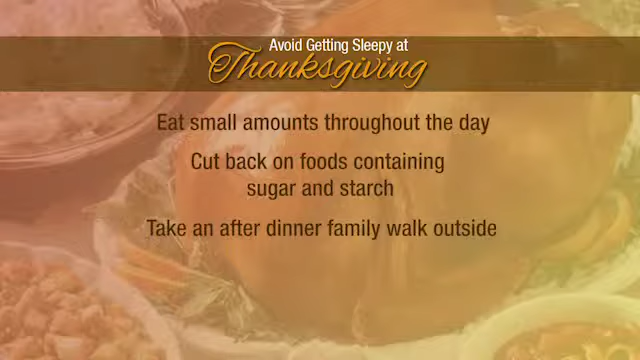 Avoid Getting Sleepy at
Thanksgiving
Eat small amounts throughout the day
Cut back on foods containing
sugar and starch
Take an after dinner family walk outside